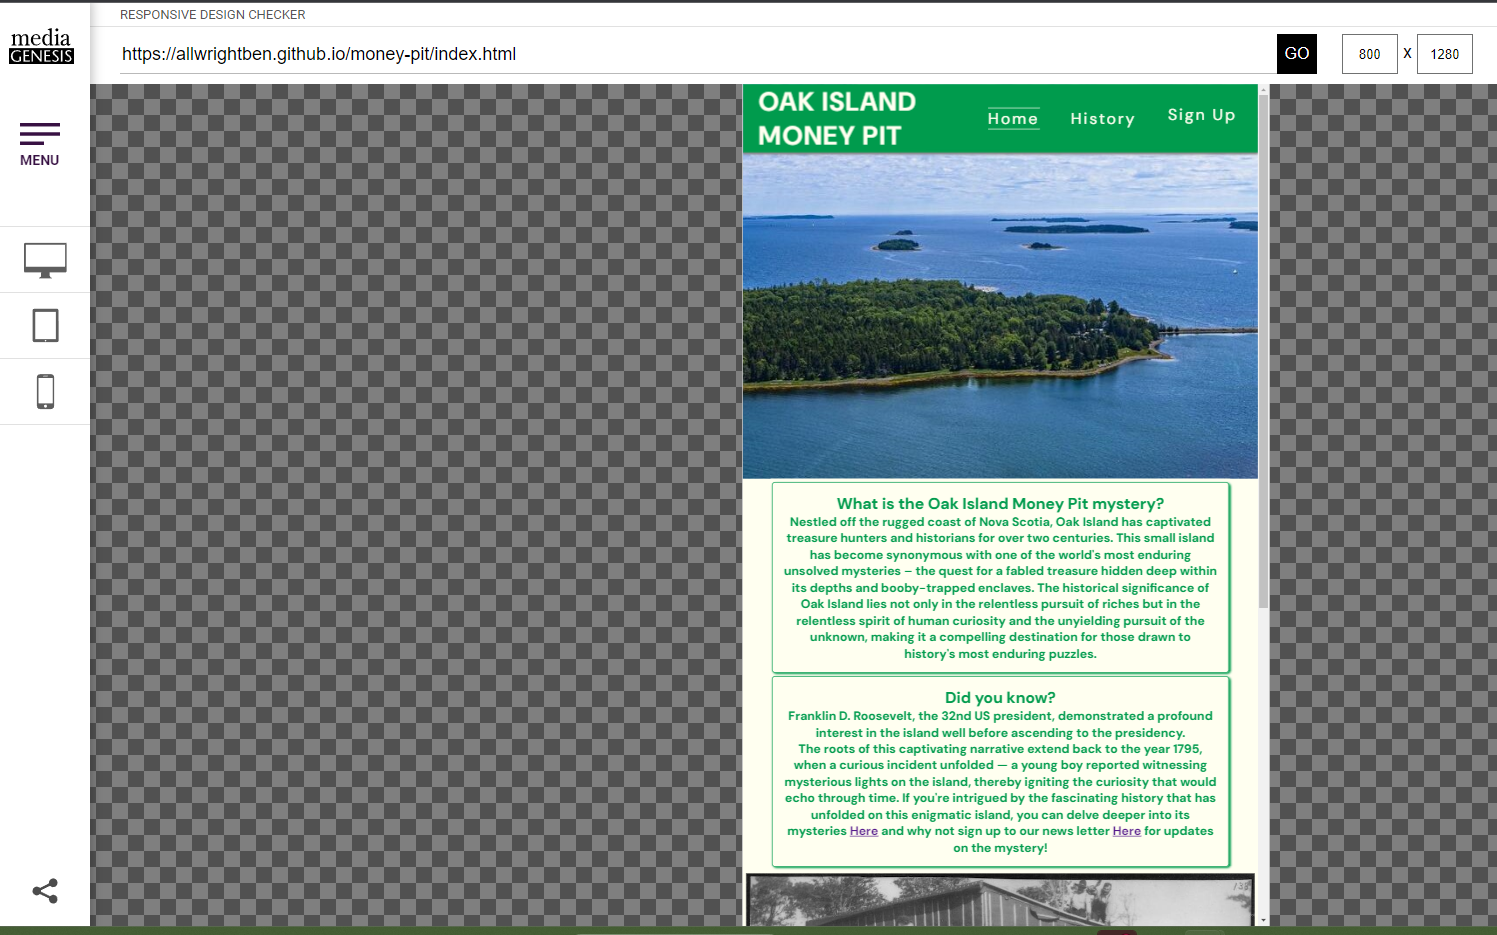 RESPONSIVE DESIGN CHECKER
media
GENESIS
https://allwrightben.github.io/money-pit/index.html
GO
800
X
1280
MENU
OAK ISLAND
MONEY PIT
Home
History
Sign Up
What is the Oak Island Money Pit mystery?
Nestled off the rugged coast of Nova Scotia, Oak Island has captivated
treasure hunters and historians for over two centuries. This small island
has become synonymous with one of the world's most enduring
unsolved mysteries – the quest for a fabled treasure hidden deep within
its depths and booby-trapped enclaves. The historical significance of
Oak Island lies not only in the relentless pursuit of riches but in the
relentless spirit of human curiosity and the unyielding pursuit of the
unknown, making it a compelling destination for those drawn to
history's most enduring puzzles.
Did you know?
Franklin D. Roosevelt, the 32nd US president, demonstrated a profound
interest in the island well before ascending to the presidency.
The roots of this captivating narrative extend back to the year 1795,
when a curious incident unfolded — a young boy reported witnessing
mysterious lights on the island, thereby igniting the curiosity that would
echo through time. If you're intrigued by the fascinating history that has
unfolded on this enigmatic island, you can delve deeper into its
mysteries Here and why not sign up to our news letter Here for updates
on the mystery!